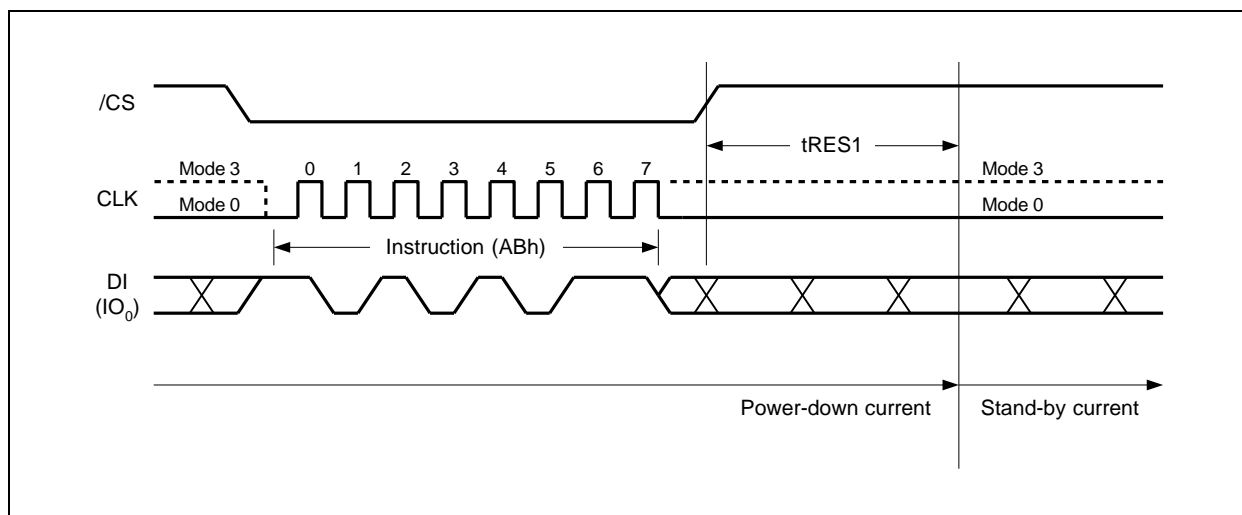 /CS
tRES1
Mode 3
0 1 2 3 4 5 6 7
Mode 3
CLK
Mode 0
Mode 0
Instruction (ABh)
DI
(IO₀)
Power-down current
Stand-by current